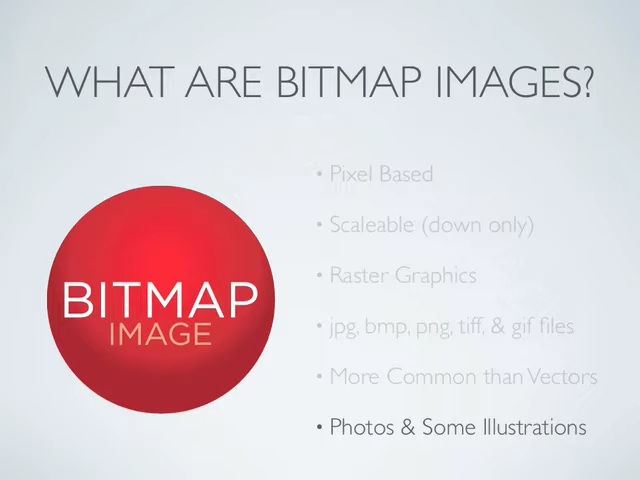 WHAT ARE BITMAP IMAGES?
BITMAP
IMAGE
• Pixel Based
• Scaleable (down only)
• Raster Graphics
• jpg, bmp, png, tiff, & gif files
• More Common than Vectors
• Photos & Some Illustrations